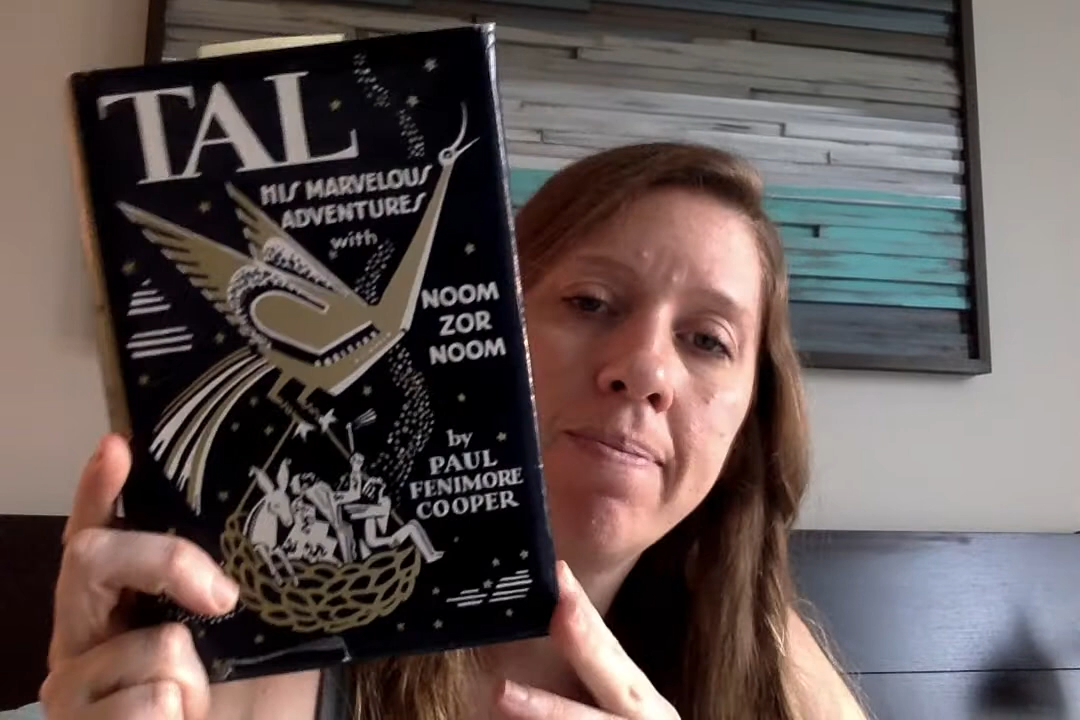 TAL
HIS MARVELOUS
ADVENTURES
with
NOOM
ZOR
NOOM
by
PAUL
FENIMORE
COOPER